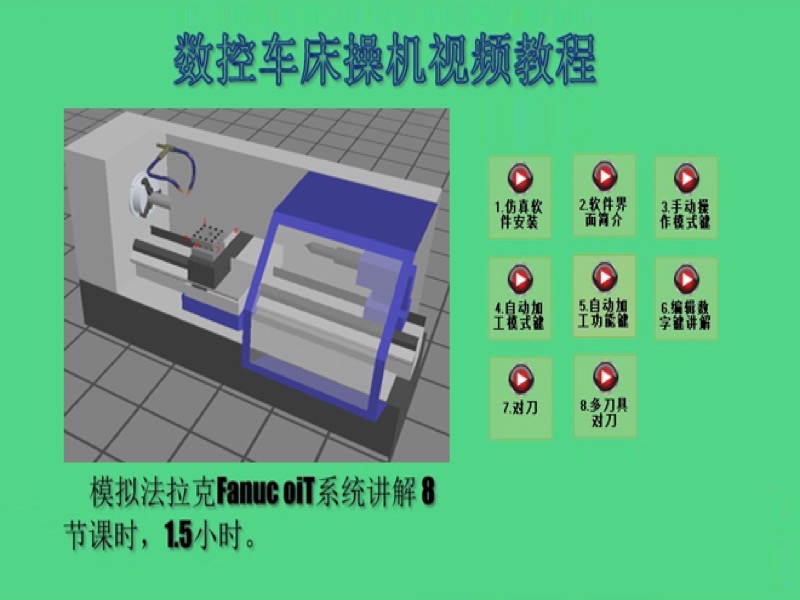 数控车床操机视频教程
1.仿真软
件安装
2.软件界
面简介
3.手动操
作模式键
4.自动加
工模式键
5.自动加
工功能键
6.编辑数
字键讲解
7.对刀
8.多刀具
对刀
模拟法拉克Fanuc oiT系统讲解 8
节课时，1.5小时。